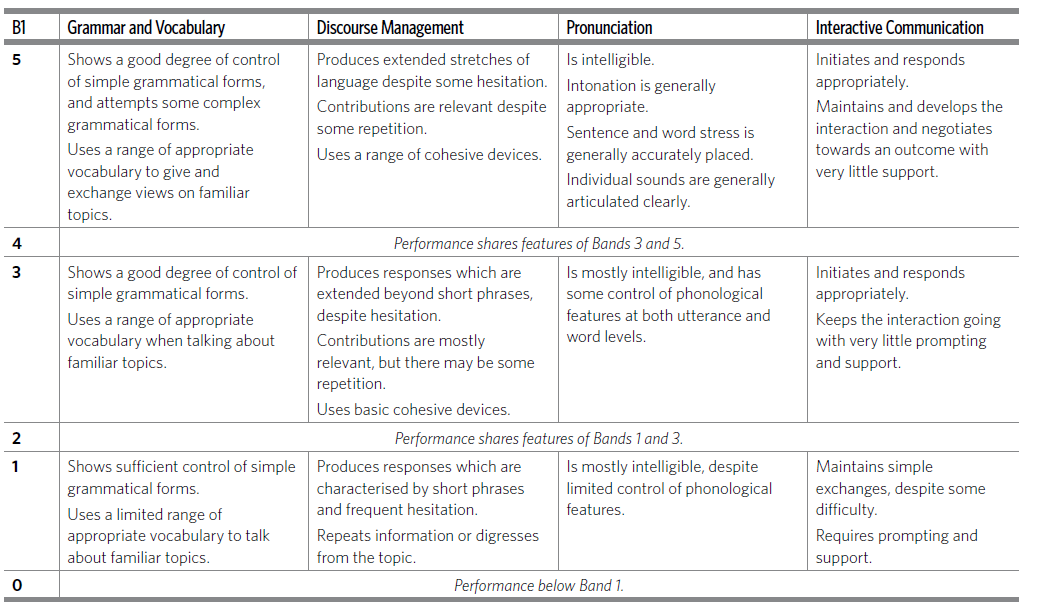 B1 Grammar and Vocabulary Discourse Management Pronunciation Interactive Communication
5
Shows a good degree of control
of simple grammatical forms,
and attempts some complex
grammatical forms.
Uses a range of appropriate
vocabulary to give and
exchange views on familiar
topics.
Produces extended stretches of
language despite some hesitation.
Contributions are relevant despite
some repetition.
Uses a range of cohesive devices.
Is intelligible.
Intonation is generally
appropriate.
Sentence and word stress is
generally accurately placed.
Individual sounds are generally
articulated clearly.
Initiates and responds
appropriately.
Maintains and develops the
interaction and negotiates
towards an outcome with
very little support.
4 Performance shares features of Bands 3 and 5.
3
Shows a good degree of control of
simple grammatical forms.
Uses a range of appropriate
vocabulary when talking about
familiar topics.
Produces responses which are
extended beyond short phrases,
despite hesitation.
Contributions are mostly
relevant, but there may be some
repetition.
Uses basic cohesive devices.
Is mostly intelligible, and has
some control of phonological
features at both utterance and
word levels.
Initiates and responds
appropriately.
Keeps the interaction going
with very little prompting
and support.
2 Performance shares features of Bands 1 and 3.
1
Shows sufficient control of simple
grammatical forms.
Uses a limited range of
appropriate vocabulary to talk
about familiar topics.
Produces responses which are
characterised by short phrases
and frequent hesitation.
Repeats information or digresses
from the topic.
Is mostly intelligible, despite
limited control of phonological
features.
Maintains simple
exchanges, despite some
difficulty.
Requires prompting and
support.
0 Performance below Band 1.